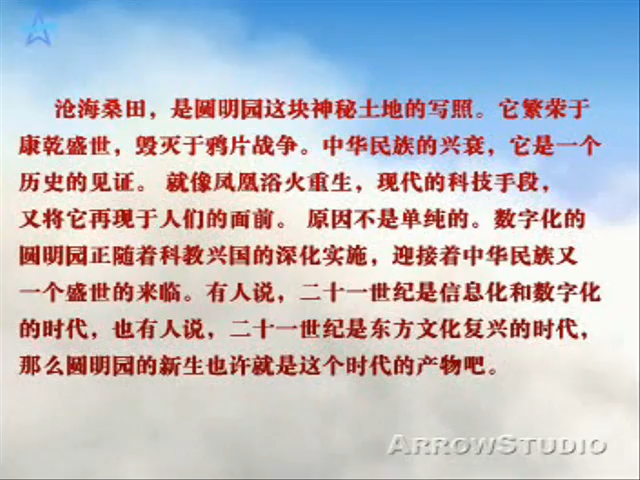 沧海桑田，是圆明园这块神秘土地的写照。它繁荣于
康乾盛世，毁灭于鸦片战争。中华民族的兴衰，它是一个
历史的见证。 就像凤凰浴火重生，现代的科技手段，
又将它再现于人们的面前。 原因不是单纯的。数字化的
圆明园正随着科教兴国的深化实施，迎接着中华民族又
一个盛世的来临。有人说，二十一世纪是信息化和数字化
的时代，也有人说，二十一世纪是东方文化复兴的时代，
那么圆明园的新生也许就是这个时代的产物吧。
ARROWSTUDIO